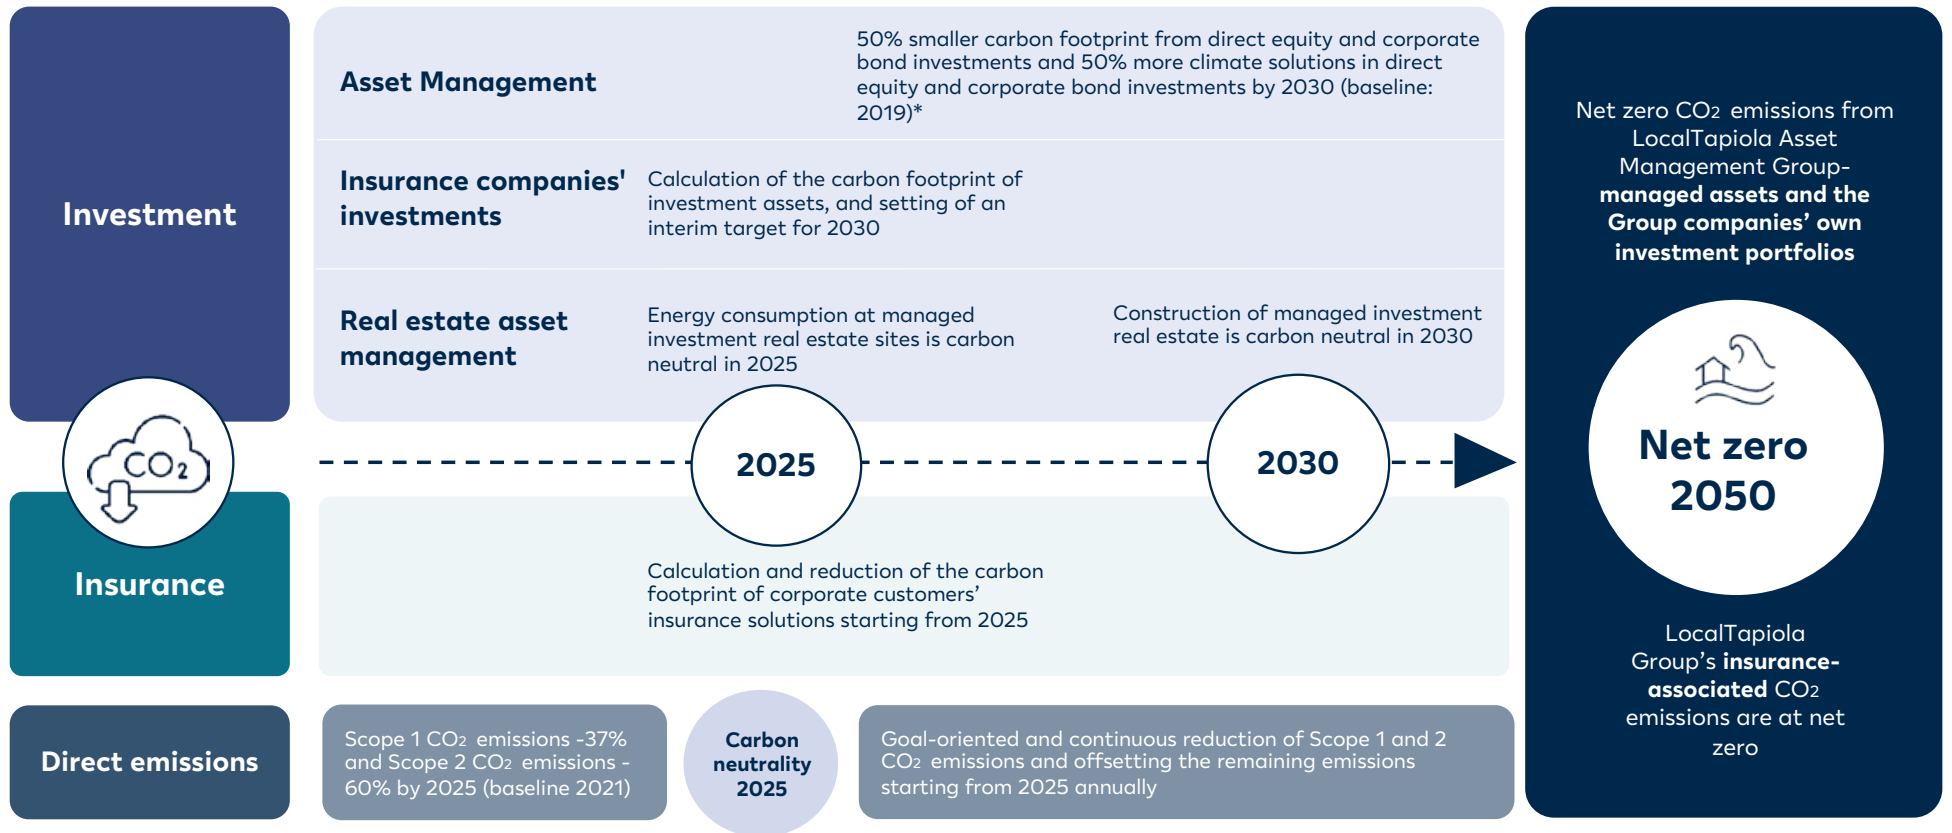 Investment
Asset Management
50% smaller carbon footprint from direct equity and corporate
bond investments and 50% more climate solutions in direct
equity and corporate bond investments by 2030 (baseline:
2019)*
Insurance companies'
investments
Calculation of the carbon footprint of
investment assets, and setting of an
interim target for 2030
Real estate asset
management
Energy consumption at managed
investment real estate sites is carbon
neutral in 2025
Construction of managed investment
real estate is carbon neutral in 2030
CO₂
2025
2030
Insurance
Calculation and reduction of the carbon
footprint of corporate customers’
insurance solutions starting from 2025
Direct emissions
Scope 1 CO₂ emissions -37%
and Scope 2 CO₂ emissions -
60% by 2025 (baseline 2021)
Carbon
neutrality
2025
Goal-oriented and continuous reduction of Scope 1 and 2
CO₂ emissions and offsetting the remaining emissions
starting from 2025 annually
Net zero CO₂ emissions from
LocalTapiola Asset
Management Group-
managed assets and the
Group companies’ own
investment portfolios
Net zero
2050
LocalTapiola
Group’s insurance-
associated CO₂
emissions are at net
zero